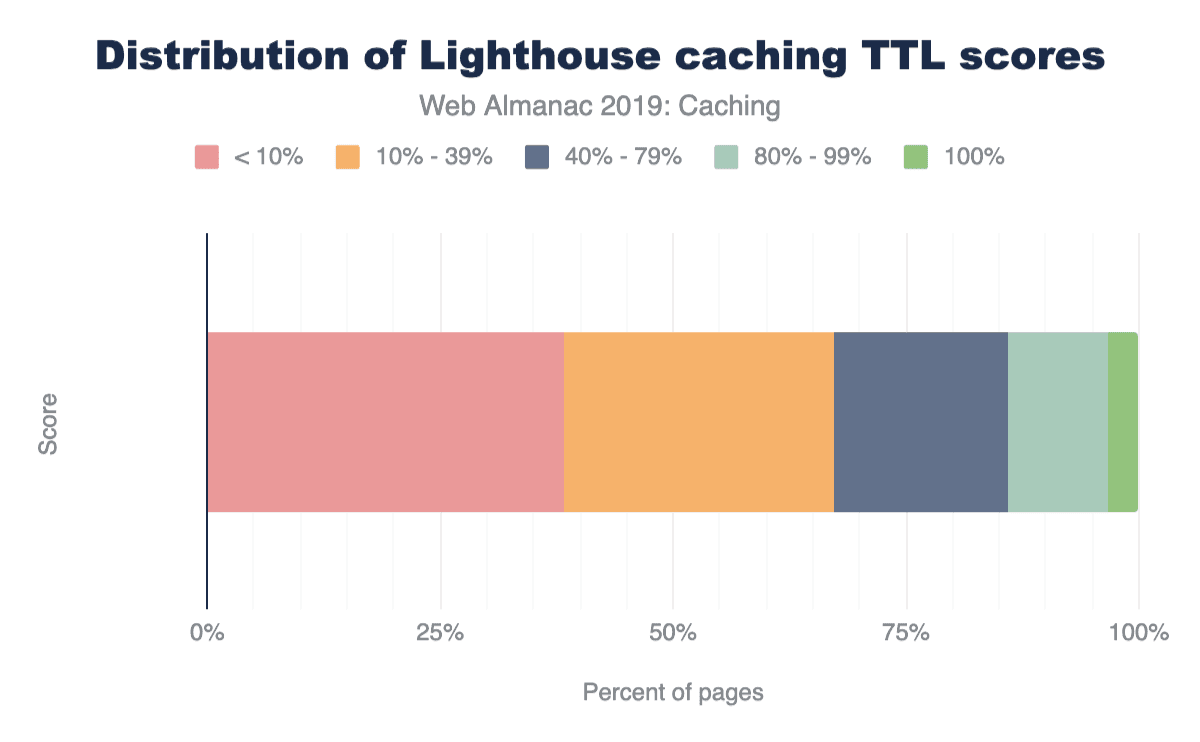 Distribution of Lighthouse caching TTL scores
Web Almanac 2019: Caching
< 10% 10% - 39% 40% - 79% 80% - 99% 100%
Score
0% 25% 50% 75% 100%
Percent of pages